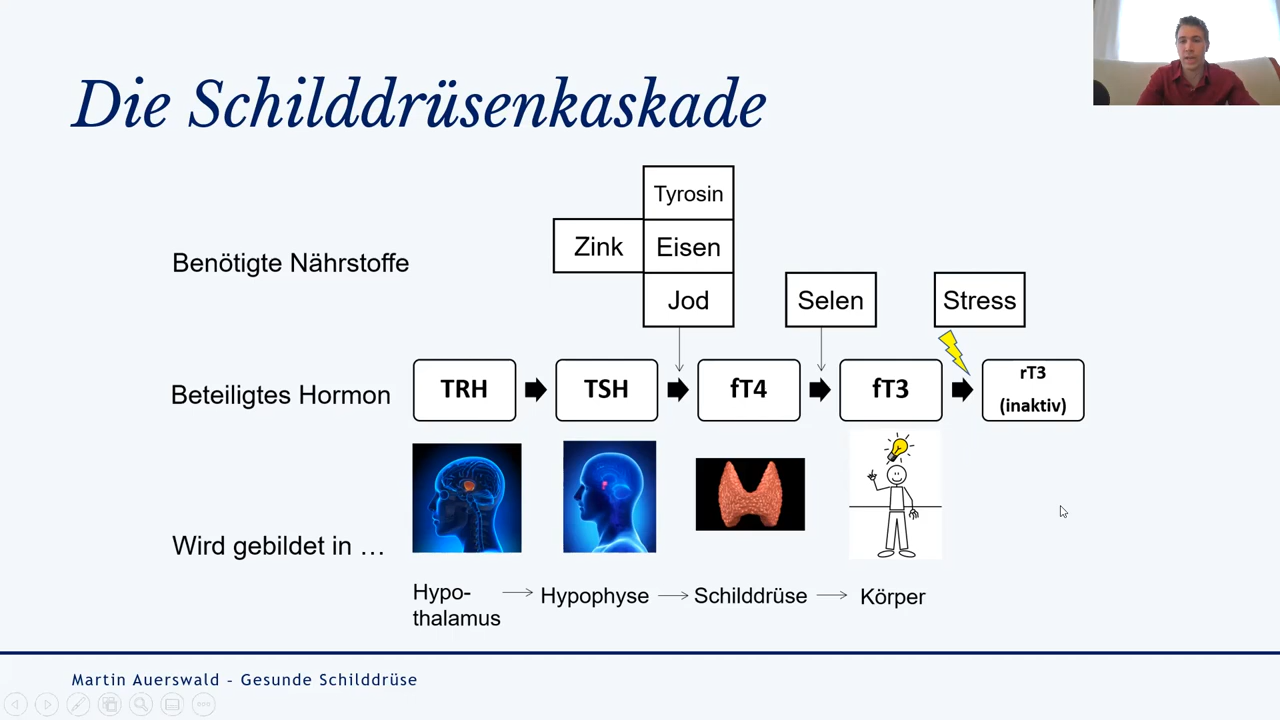 Die Schilddrüsenkaskade
Tyrosin
Zink
Eisen
Benötigte Nährstoffe
Jod
Selen
Stress
Beteiligtes Hormon
TRH
TSH
fT4
fT3
rT3
(inaktiv)
Wird gebildet in …
Hypo-
thalamus
Hypophyse
Schilddrüse
Körper
Martin Auerswald – Gesunde Schilddrüse